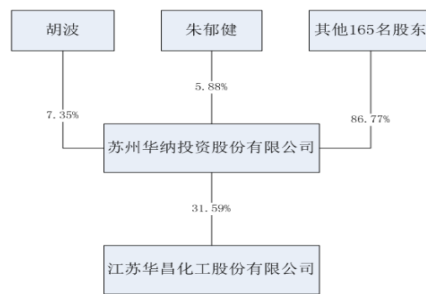 胡波
朱郁健
其他165名股东
5.88%
7.35%
86.77%
苏州华纳投资股份有限公司
31.59%
江苏华昌化工股份有限公司